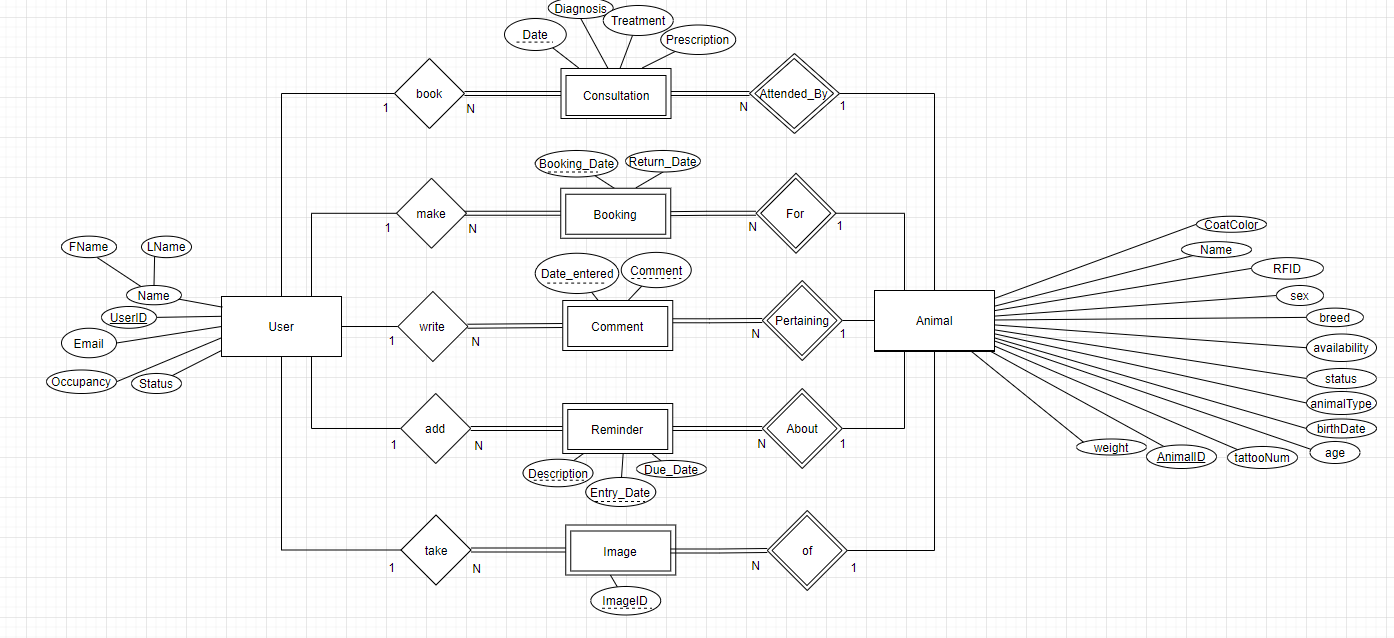 Diagnosis
Treatment
Date
Prescription
book
Consultation
Attended_By
1
N
N
1
Booking_Date
Return_Date
make
Booking
For
1
N
N
1
CoatColor
Name
RFID
sex
breed
availability
status
animalType
birthDate
age
tattooNum
AnimalID
weight
Animal
FName
LName
Name
UserID
Email
Occupancy
Status
User
Date_entered
Comment
write
Comment
Pertaining
1
N
N
1
add
Reminder
About
1
N
N
1
Description
Due_Date
Entry_Date
take
Image
of
1
N
N
1
ImageID